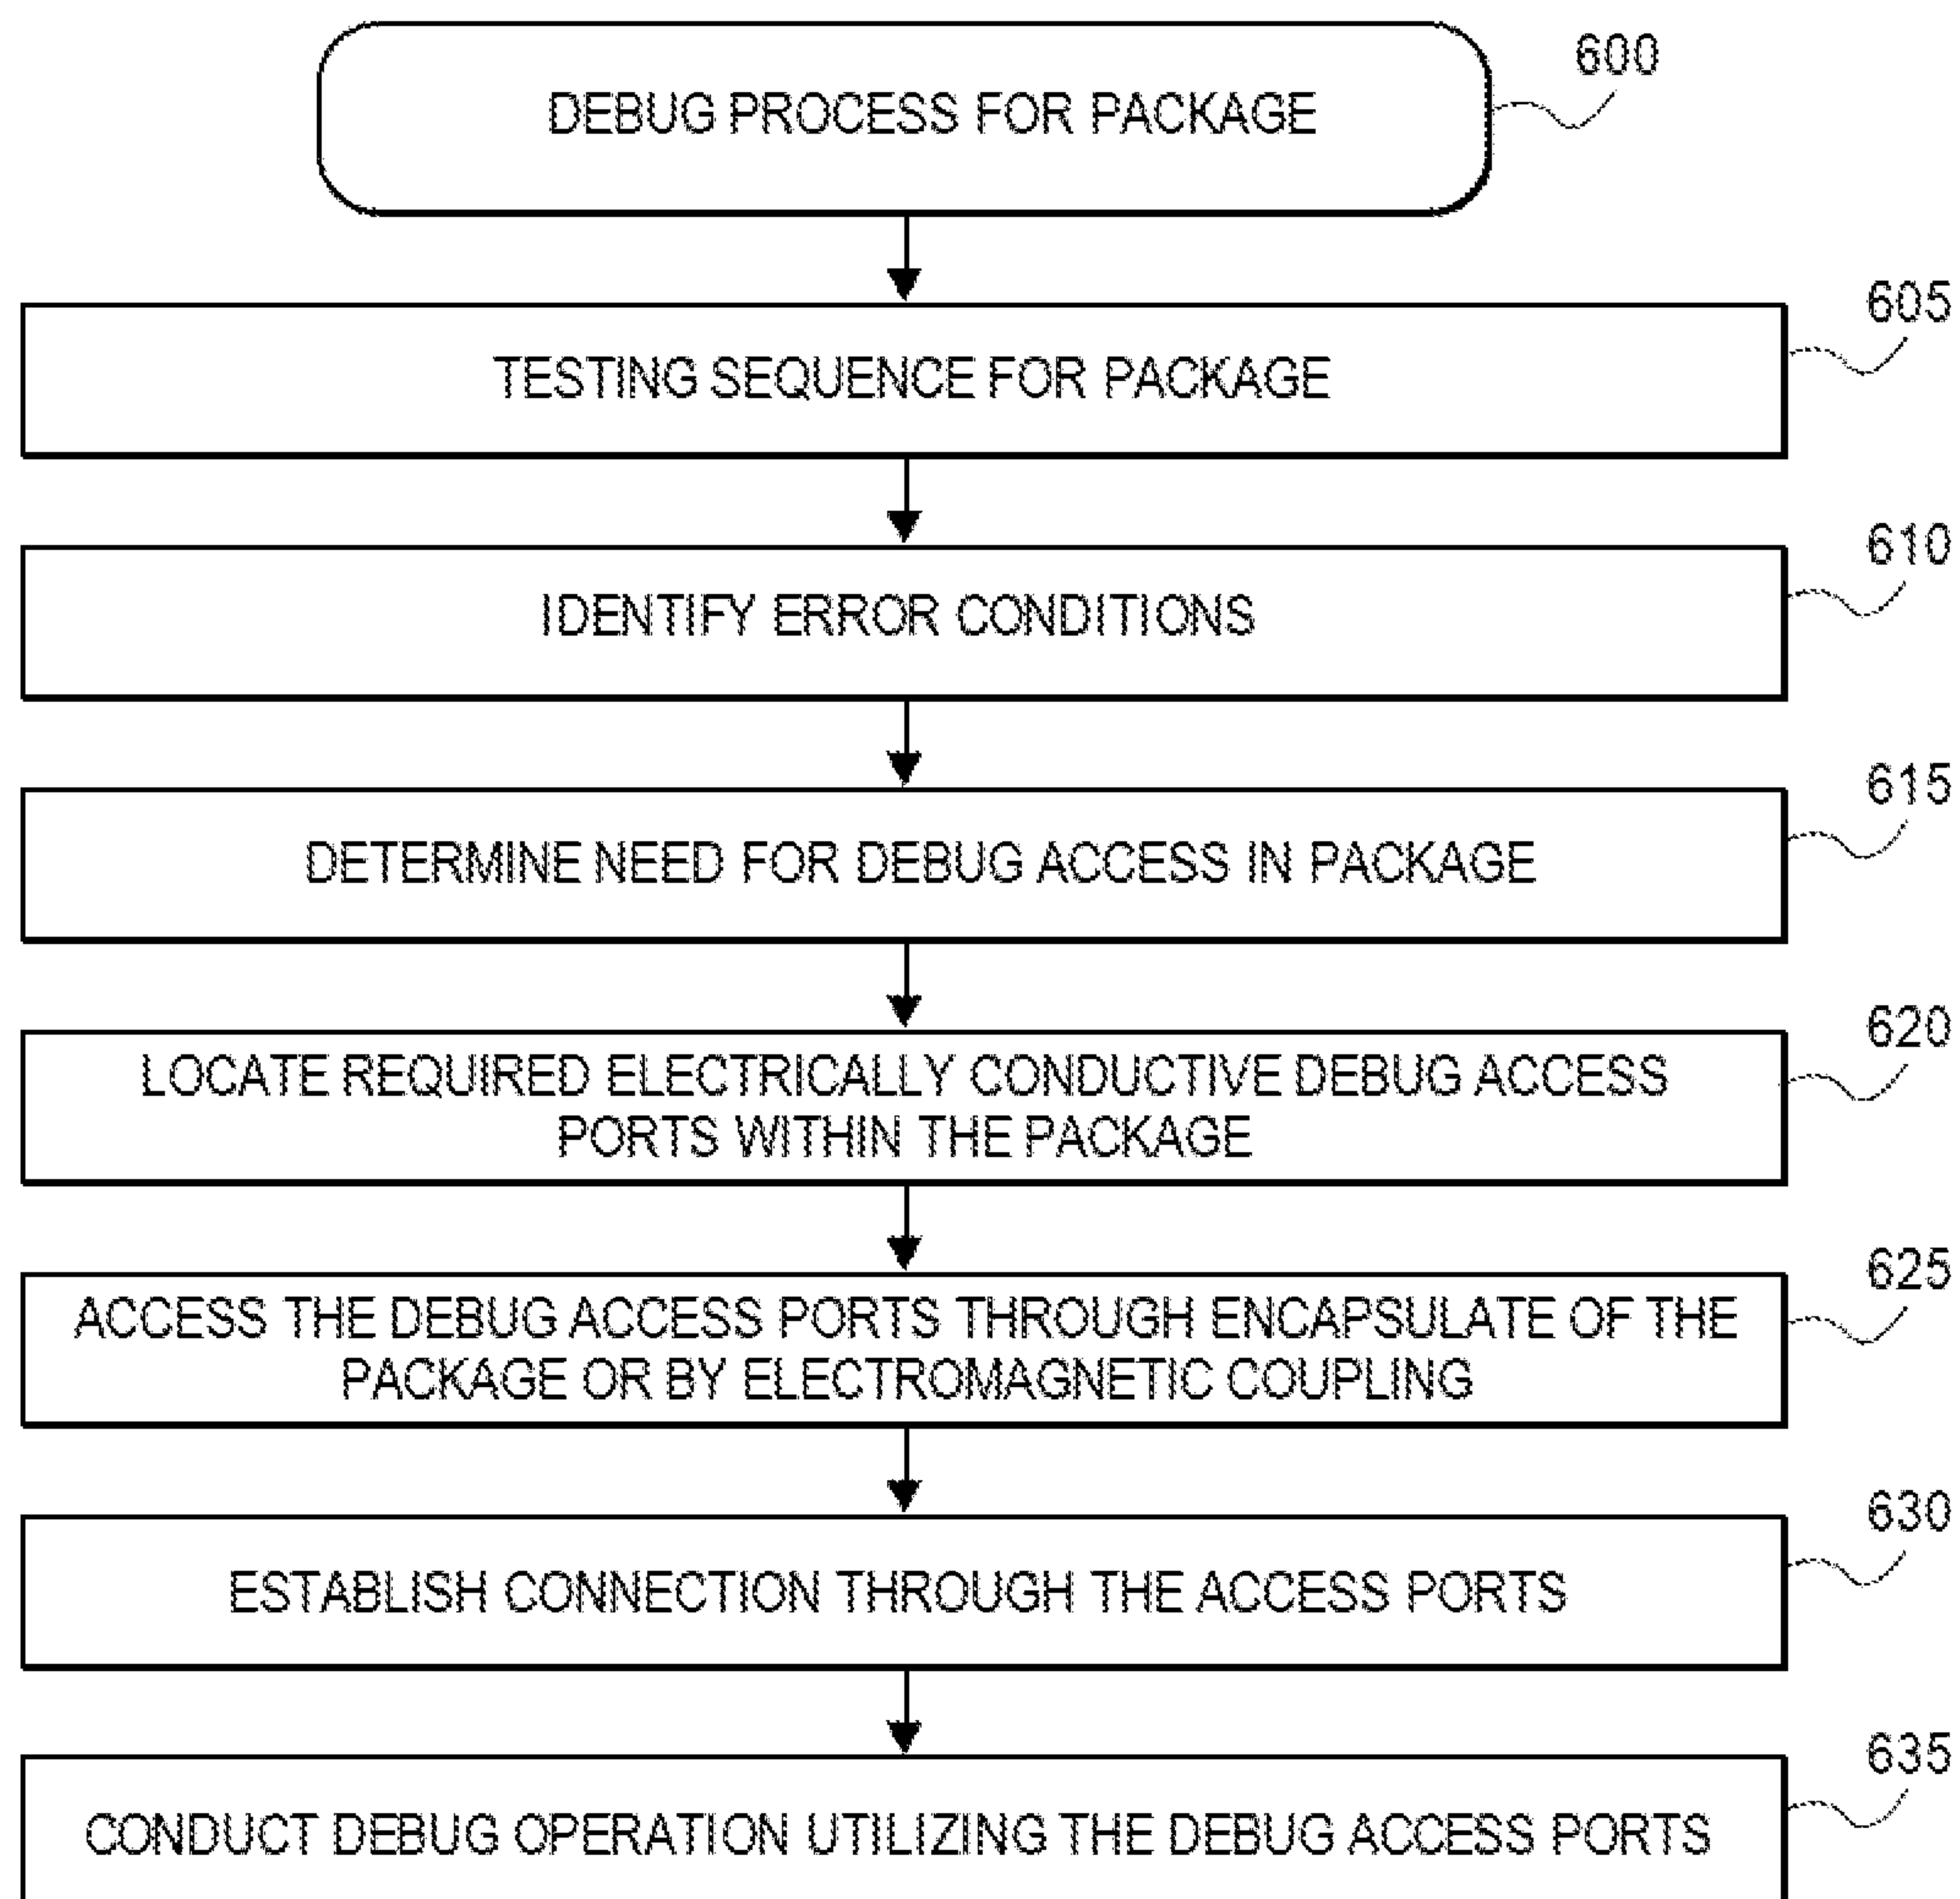 DEBUG PROCESS FOR PACKAGE
600
TESTING SEQUENCE FOR PACKAGE
605
IDENTIFY ERROR CONDITIONS
610
DETERMINE NEED FOR DEBUG ACCESS IN PACKAGE
615
LOCATE REQUIRED ELECTRICALLY CONDUCTIVE DEBUG ACCESS
PORTS WITHIN THE PACKAGE
620
ACCESS THE DEBUG ACCESS PORTS THROUGH ENCAPSULATE OF THE
PACKAGE OR BY ELECTROMAGNETIC COUPLING
625
ESTABLISH CONNECTION THROUGH THE ACCESS PORTS
630
CONDUCT DEBUG OPERATION UTILIZING THE DEBUG ACCESS PORTS
635